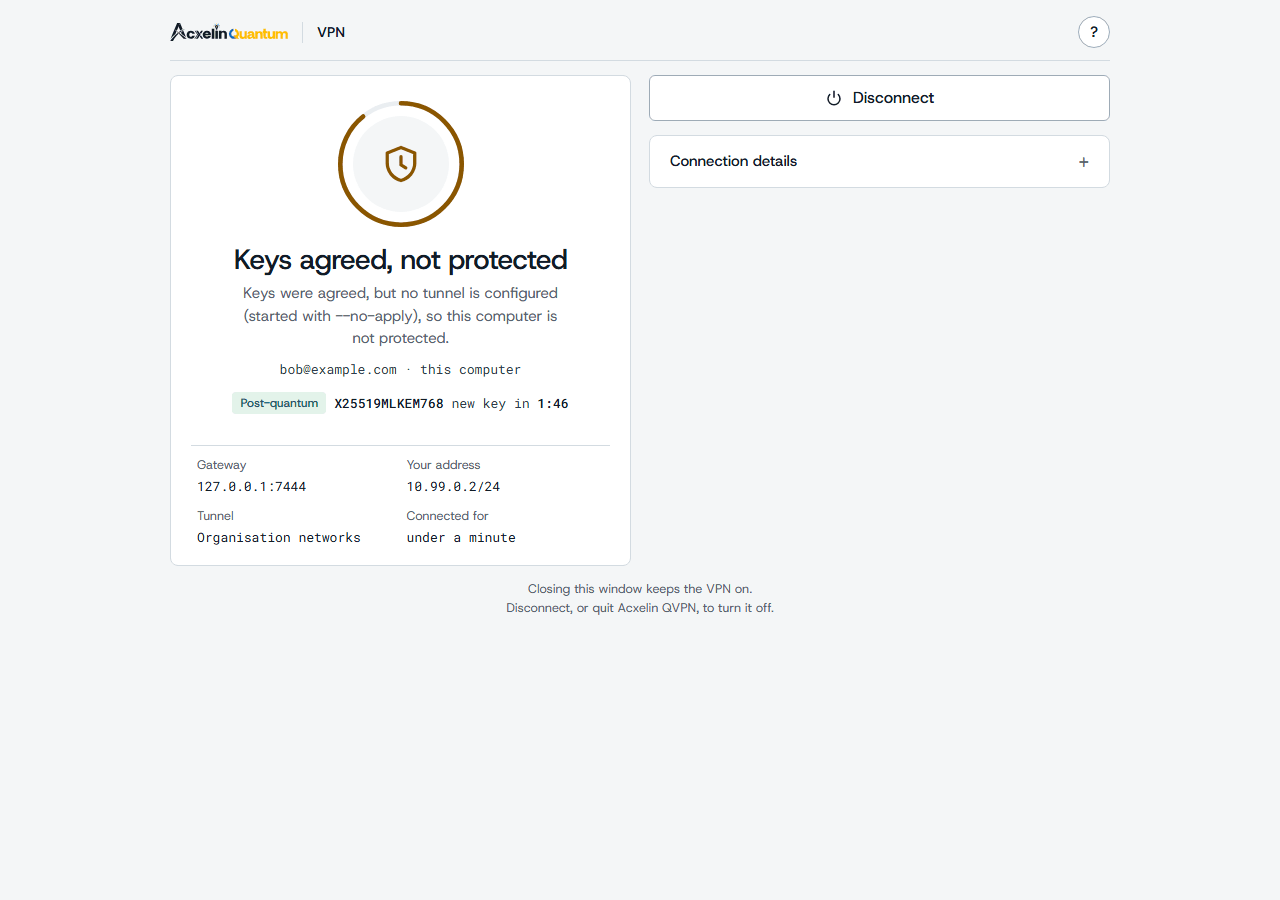 Acxelin Quantum
VPN
?
Keys agreed, not protected
Keys were agreed, but no tunnel is configured
(started with --no-apply), so this computer is
not protected.
bob@example.com · this computer
Post-quantum X25519MLKEM768 new key in 1:46
Gateway
127.0.0.1:7444
Your address
10.99.0.2/24
Tunnel
Organisation networks
Connected for
under a minute
Disconnect
Connection details
+
Closing this window keeps the VPN on.
Disconnect, or quit Acxelin QVPN, to turn it off.